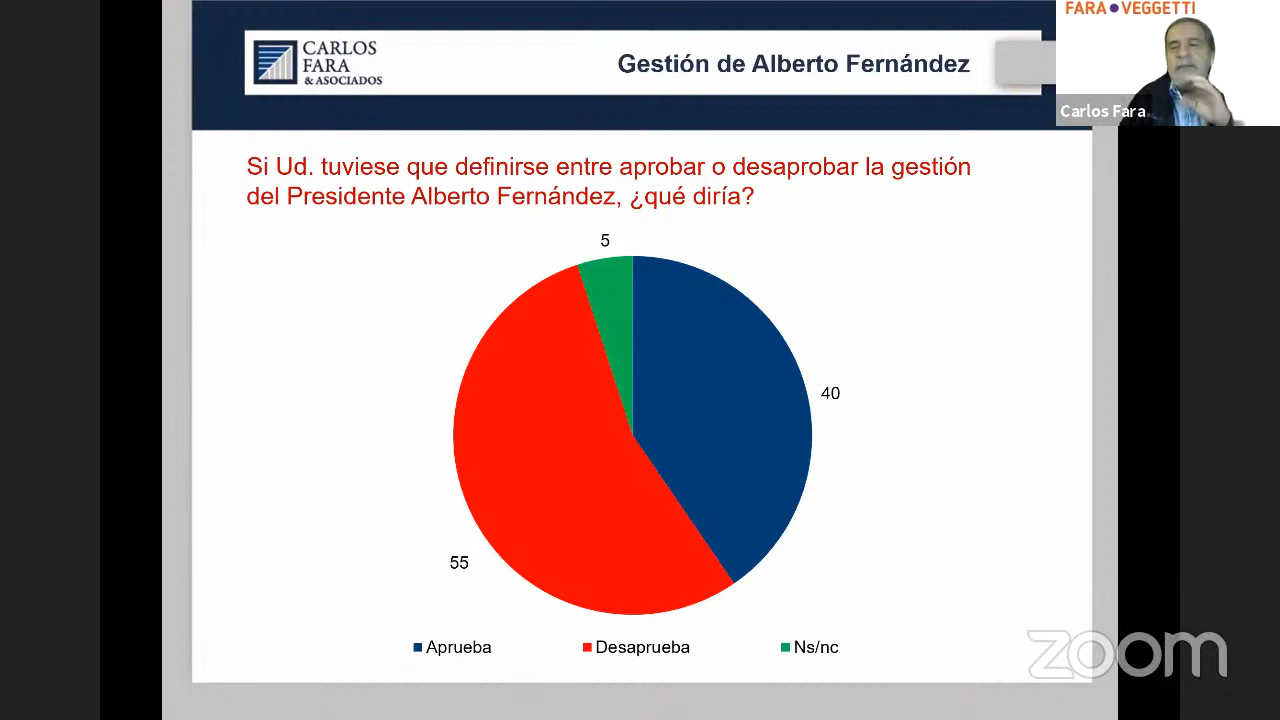 FARA VEGGETTI
CARLOS
FARA
& ASOCIADOS
Gestión de Alberto Fernández
Carlos Fara
Si Ud. tuviese que definirse entre aprobar o desaprobar la gestión
del Presidente Alberto Fernández, ¿qué diría?
5
40
55
Aprueba
Desaprueba
Ns/nc
zoom